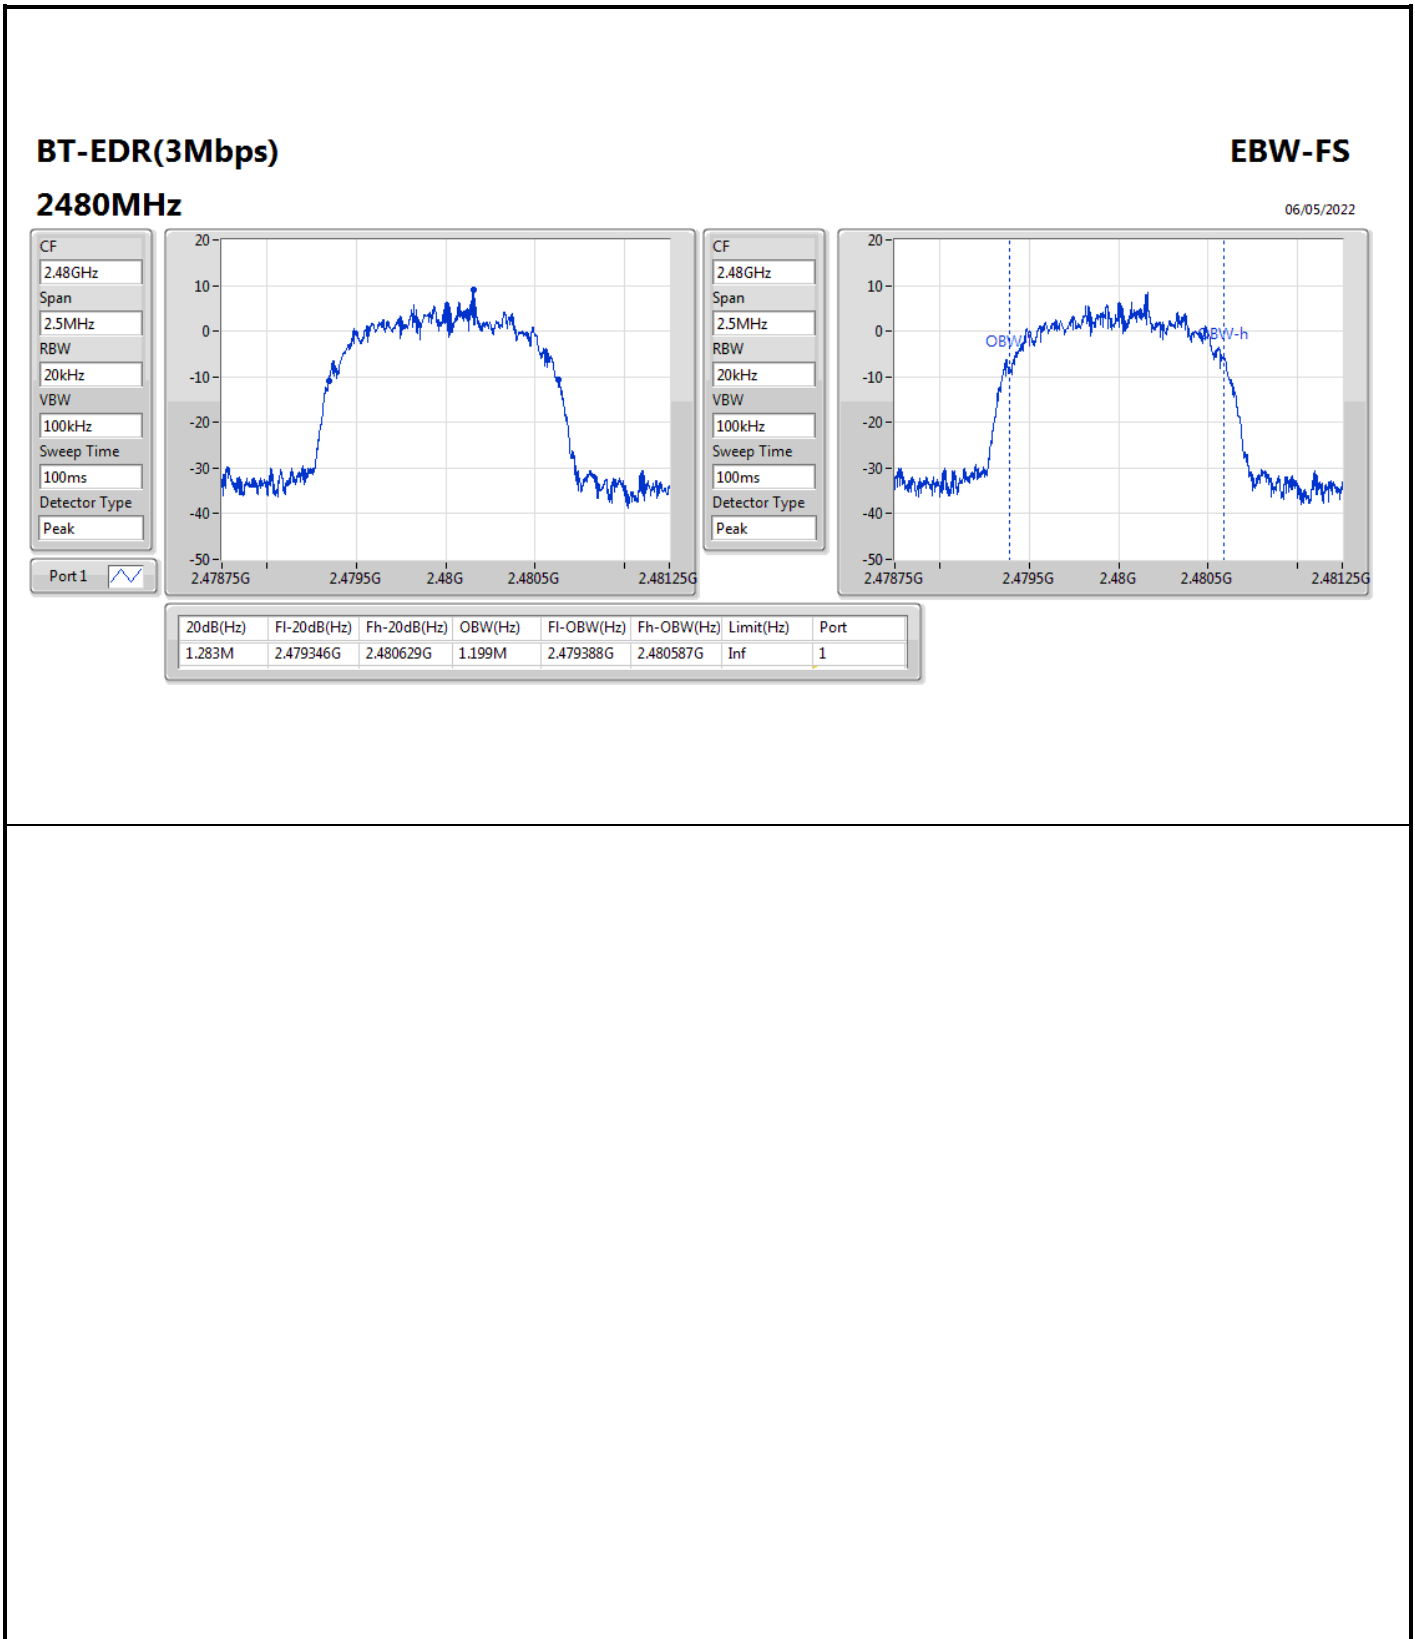 BT-EDR(3Mbps)
EBW-FS
2480MHz
06/05/2022
CF
2.48GHz
Span
2.5MHz
RBW
20kHz
VBW
100kHz
Sweep Time
100ms
Detector Type
Peak
Port 1
20
10
0
-10
-20
-30
-40
-50
2.47875G 2.4795G 2.48G 2.4805G 2.48125G
CF
2.48GHz
Span
2.5MHz
RBW
20kHz
VBW
100kHz
Sweep Time
100ms
Detector Type
Peak
20
10
0
-10
-20
-30
-40
-50
OBW-h
2.47875G 2.4795G 2.48G 2.4805G 2.48125G
20dB(Hz) Fl-20dB(Hz) Fh-20dB(Hz) OBW(Hz) Fl-OBW(Hz) Fh-OBW(Hz) Limit(Hz) Port
1.283M 2.479346G 2.480629G 1.199M 2.479388G 2.480587G Inf 1